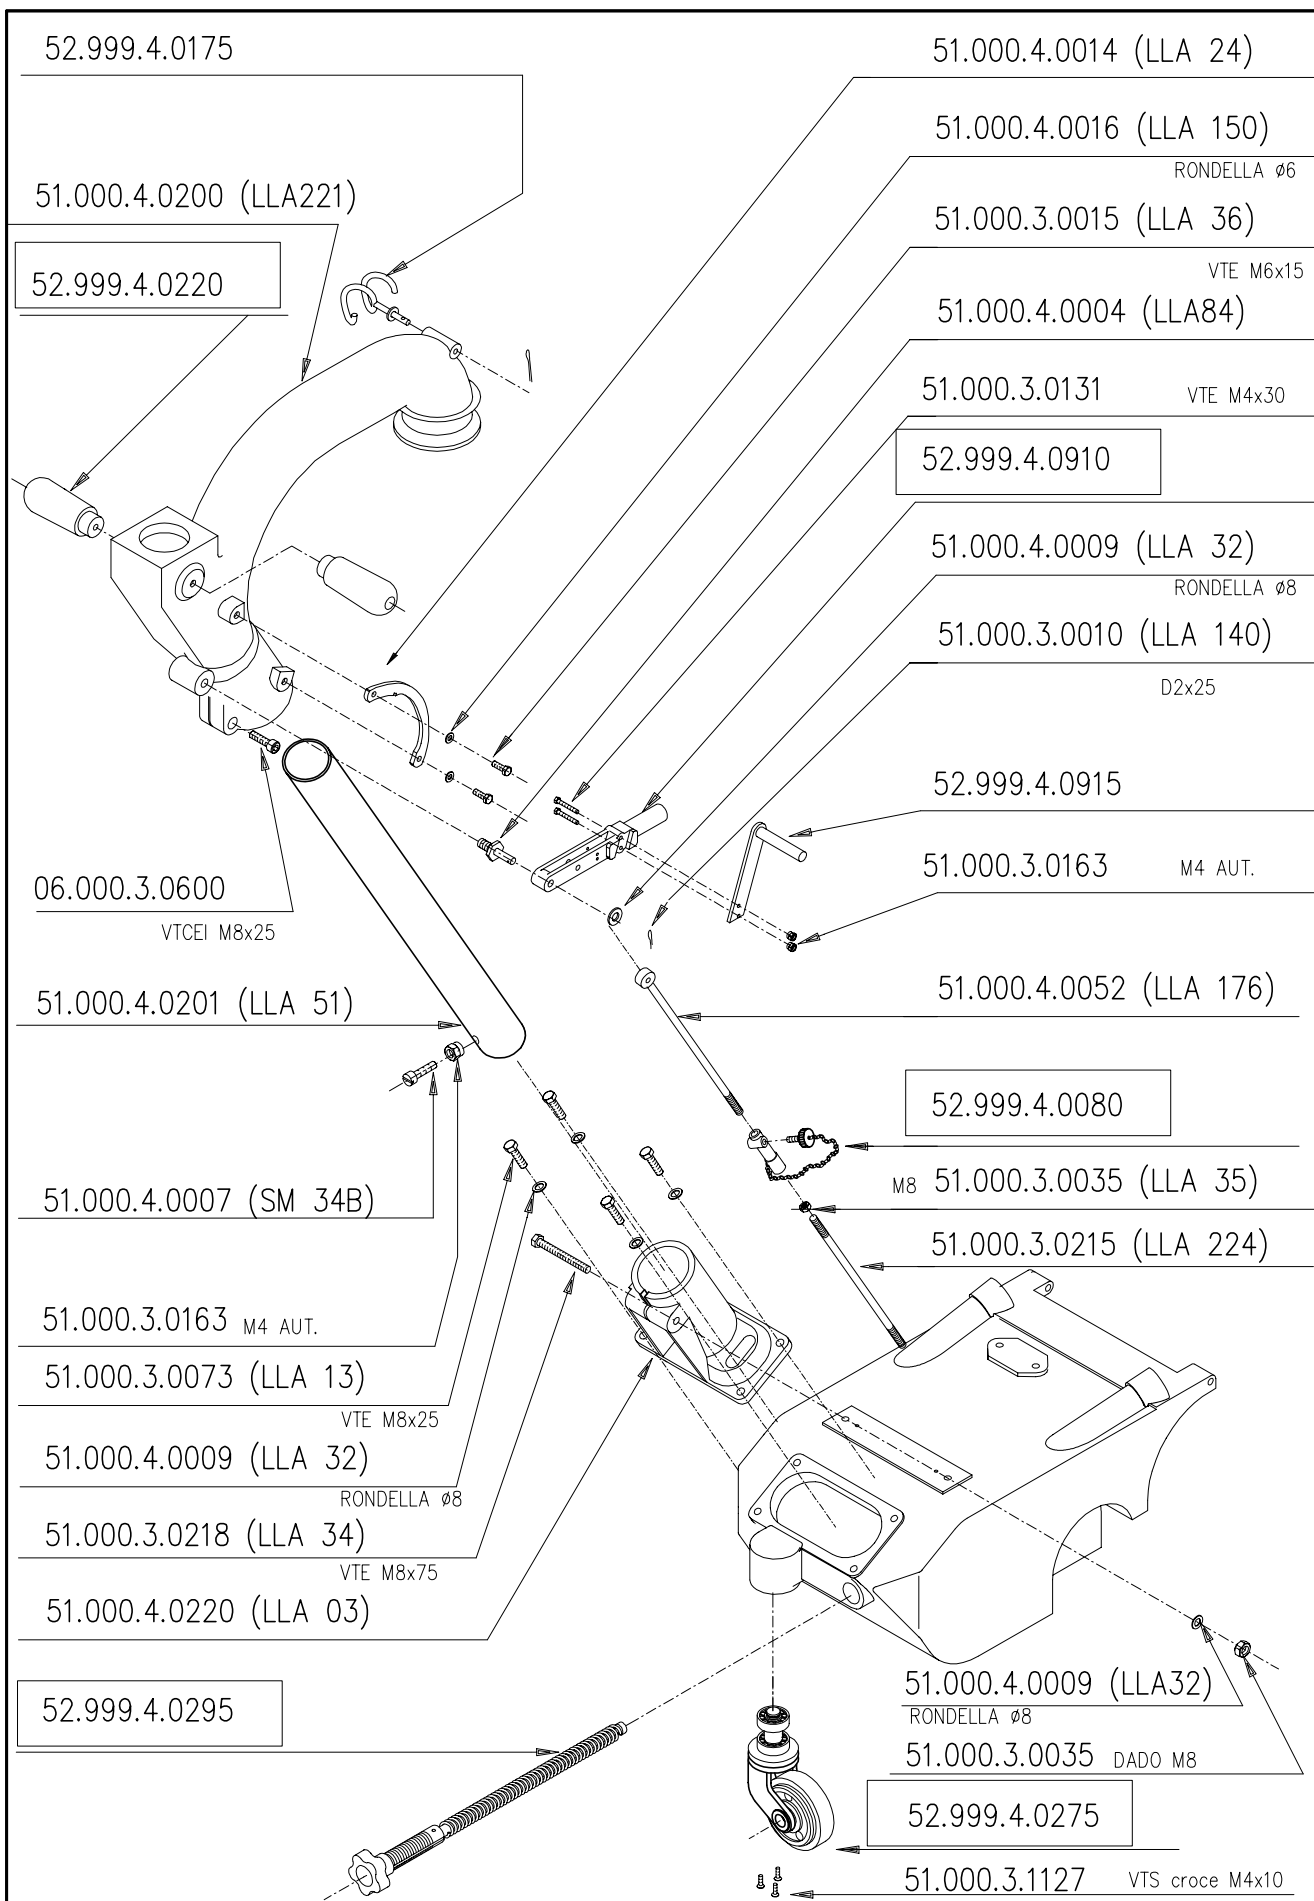 52.999.4.0175
51.000.4.0200 (LLA221)
52.999.4.0220
51.000.4.0014 (LLA 24)
51.000.4.0016 (LLA 150)
RONDELLA ø6
51.000.3.0015 (LLA 36)
VTE M6x15
51.000.4.0004 (LLA84)
51.000.3.0131 VTE M4x30
52.999.4.0910
51.000.4.0009 (LLA 32)
RONDELLA ø8
51.000.3.0010 (LLA 140)
D2x25
52.999.4.0915
51.000.3.0163 M4 AUT.
06.000.3.0600
VTCEI M8x25
51.000.4.0201 (LLA 51)
51.000.4.0052 (LLA 176)
52.999.4.0080
M8 51.000.3.0035 (LLA 35)
51.000.3.0215 (LLA 224)
51.000.4.0007 (SM 34B)
51.000.3.0163 M4 AUT.
51.000.3.0073 (LLA 13)
VTE M8x25
51.000.4.0009 (LLA 32)
RONDELLA ø8
51.000.3.0218 (LLA 34)
VTE M8x75
51.000.4.0220 (LLA 03)
52.999.4.0295
51.000.4.0009 (LLA32)
RONDELLA ø8
51.000.3.0035 DADO M8
52.999.4.0275
51.000.3.1127 VTS croce M4x10